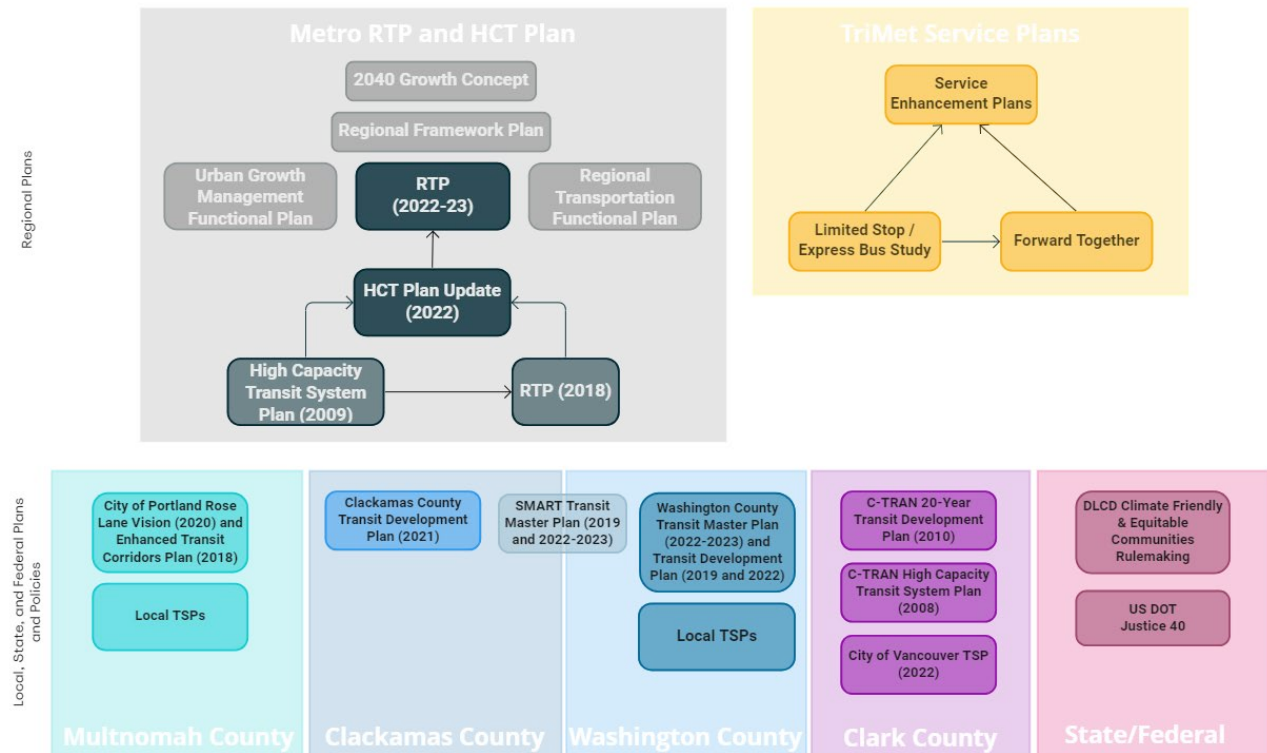 Regional Plans
Metro RTP and HCT Plan
2040 Growth Concept
Regional Framework Plan
Urban Growth
Management
Functional Plan
RTP
(2022-23)
Regional
Transportation
Functional Plan
HCT Plan Update
(2022)
High Capacity
Transit System
Plan (2009)
RTP (2018)
TriMet Service Plans
Service
Enhancement Plans
Limited Stop /
Express Bus Study
Forward Together
Local, State, and Federal Plans
and Policies
City of Portland Rose
Lane Vision (2020) and
Enhanced Transit
Corridors Plan (2018)
Local TSPs
Multnomah County
Clackamas County
Transit Development
Plan (2021)
SMART Transit
Master Plan (2019
and 2022-2023)
Clackamas County
Washington County
Transit Master Plan
(2022-2023) and
Transit Development
Plan (2019 and 2022)
Local TSPs
Washington County
C-TRAN 20-Year
Transit Development
Plan (2010)
C-TRAN High Capacity
Transit System Plan
(2008)
City of Vancouver TSP
(2022)
Clark County
DLCD Climate Friendly
& Equitable
Communities
Rulemaking
US DOT
Justice 40
State/Federal